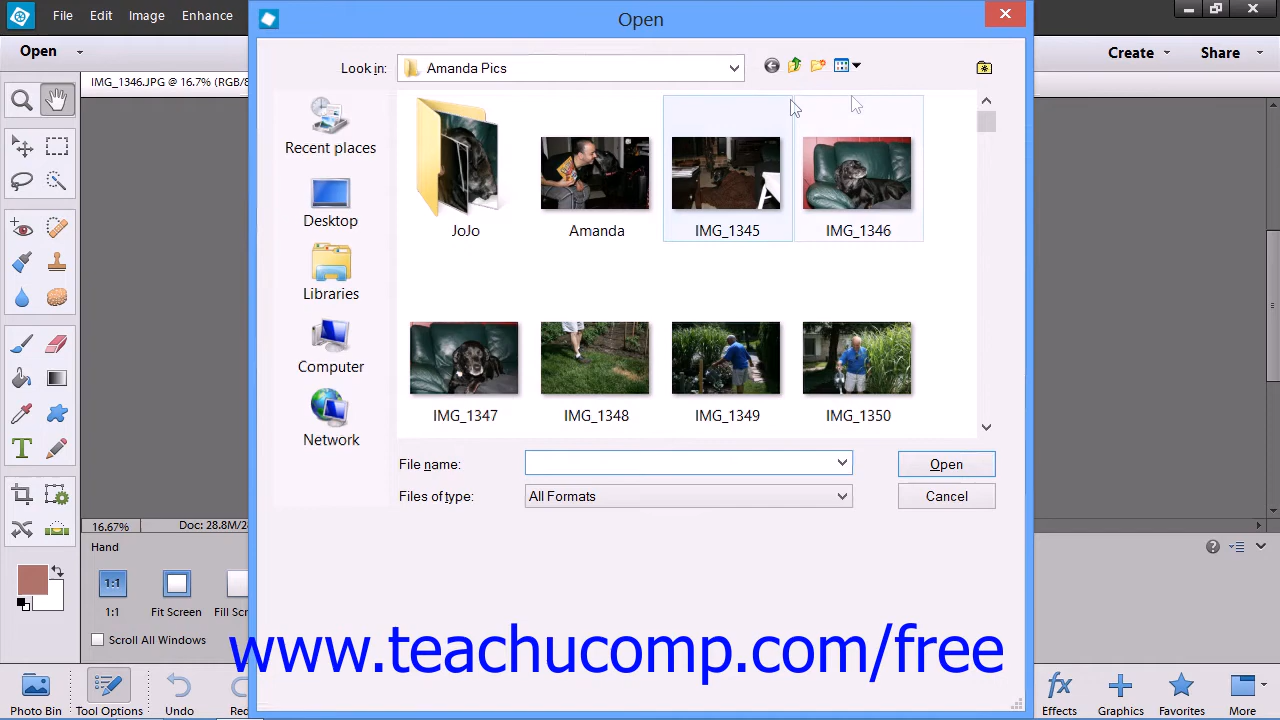 File Edit Image Enhance
Open
Open
Create Share
IMG_1346.JPG @ 16.7% (RGB/8
Look in: Amanda Pics
Recent places
Desktop
Libraries
Computer
Network
JoJo Amanda IMG_1345 IMG_1346
IMG_1347 IMG_1348 IMG_1349 IMG_1350
File name: Open
Files of type: All Formats Cancel
16.67% Doc: 28.8M/2
Hand
1:1
1:1 Fit Screen Fill Scr
Scroll All Windows
www.teachucomp.com/free
Photo Bin Tool Options Undo Red fx Effects Graphics Favorites More